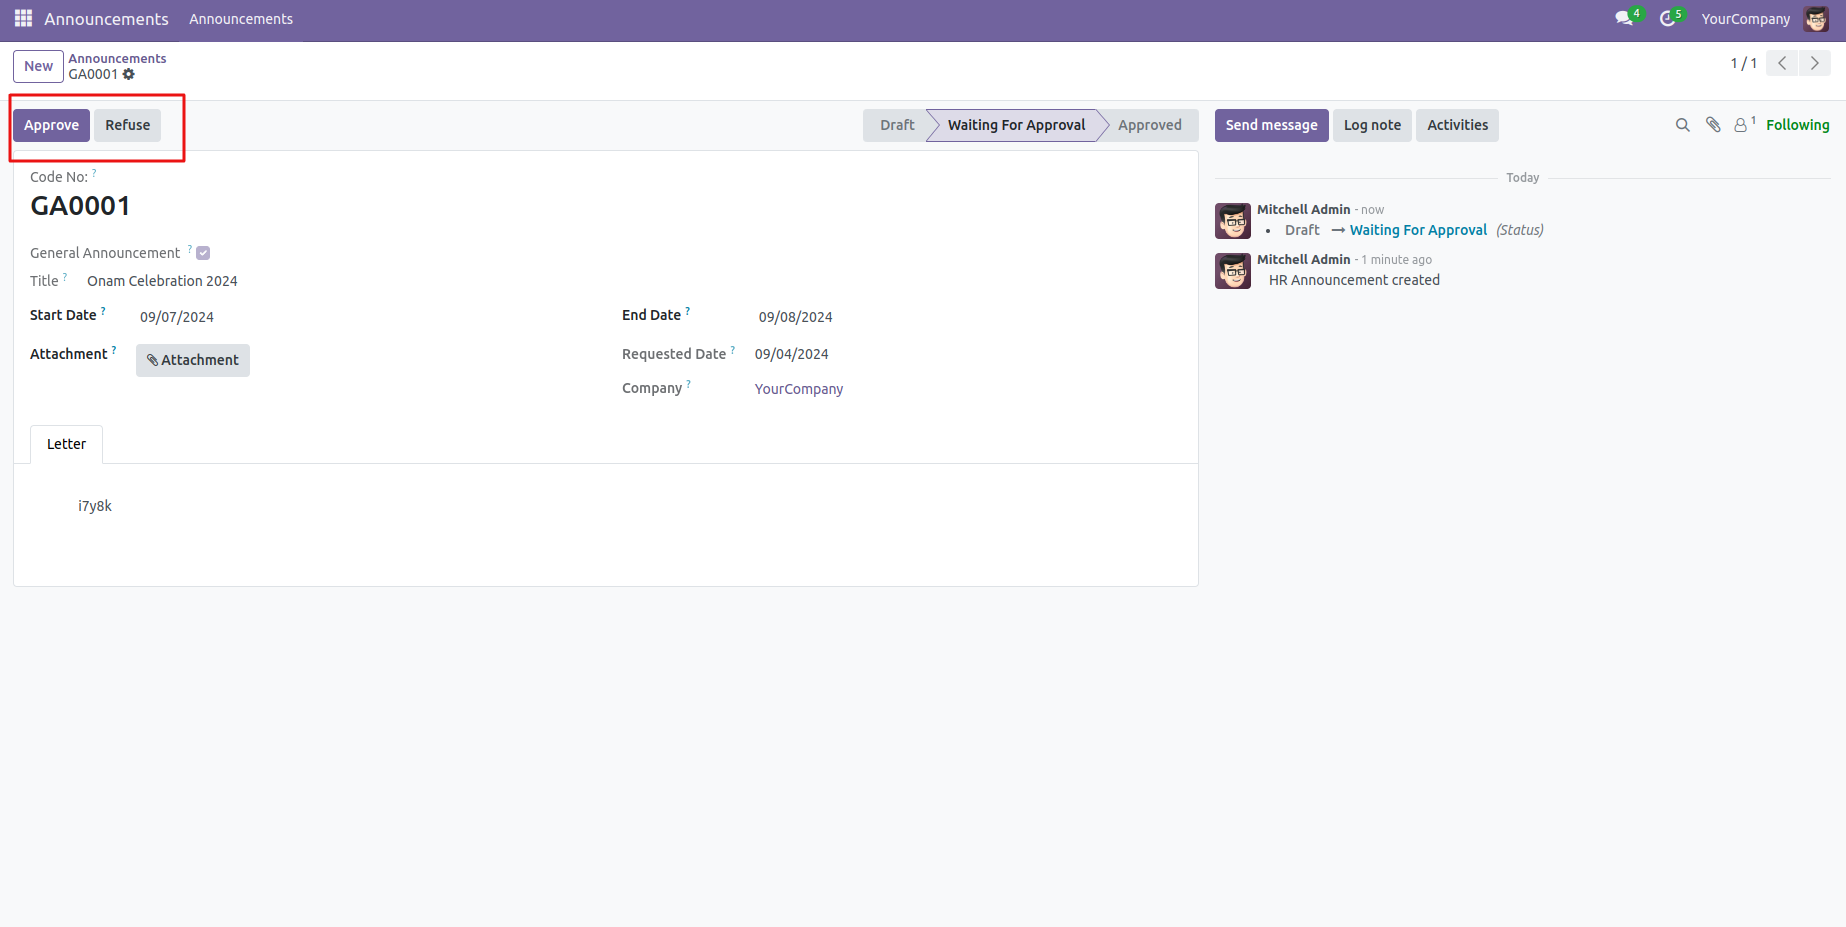 Announcements Announcements 4 5 YourCompany
New Announcements
GA0001 1 / 1
Approve Refuse Draft Waiting For Approval Approved Send message Log note Activities 1 Following
Code No: ?
GA0001
General Announcement ?
Title ? Onam Celebration 2024
Start Date ? 09/07/2024 End Date ? 09/08/2024
Attachment ? Attachment Requested Date ? 09/04/2024
Company ? YourCompany
Letter
i7y8k
Today
Mitchell Admin - now
• Draft → Waiting For Approval (Status)
Mitchell Admin - 1 minute ago
HR Announcement created